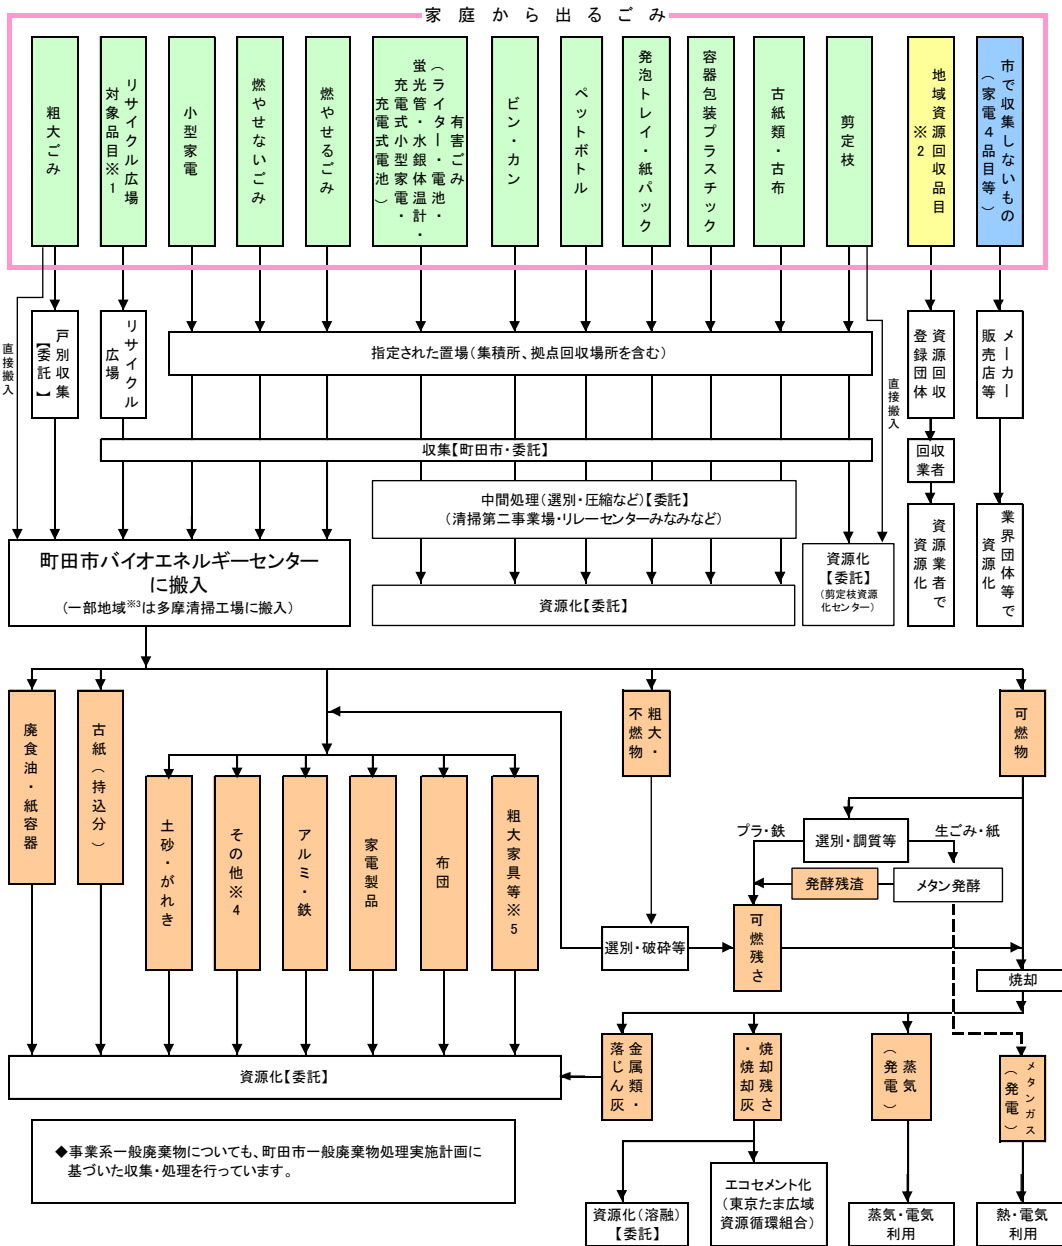 家庭から出るごみ
粗大ごみ
リサイクル広場
対象品目※1
小型家電
燃やせないごみ
燃やせるごみ
有害ごみ
（ライター・電池・
蛍光管・水銀体温計・
充電式小型家電・
充電式電池）
ビン・カン
ペットボトル
発泡トレイ・紙パック
容器包装プラスチック
古紙類・古布
剪定枝
地域資源回収品目
※2
市で収集しないもの
（家電4品目等）
直接搬入
戸別収集
【委託】
リサイクル
広場
指定された置場（集積所、拠点回収場所を含む）
直接搬入
資源回収
登録団体
メーカー
販売店等
収集【町田市・委託】
回収
業者
中間処理（選別・圧縮など）【委託】
（清掃第二事業場・リレーセンターみなみなど）
町田市バイオエネルギーセンター
に搬入
（一部地域※3は多摩清掃工場に搬入）
資源化【委託】
資源化
【委託】
（剪定枝資源
化センター）
資源業者で
資源化
業界団体等で
資源化
廃食油・紙容器
古紙（持込分）
粗大・
不燃物
可燃物
土砂・がれき
その他※4
アルミ・鉄
家電製品
布団
粗大家具等※5
プラ・鉄
選別・調質等
生ごみ・紙
発酵残渣
メタン発酵
可燃残さ
選別・破砕等
焼却
資源化【委託】
金属類・
落じん灰
焼却残さ
・焼却灰
蒸気
（発電）
メタンガス
（発電）
◆事業系一般廃棄物についても、町田市一般廃棄物処理実施計画に
基づいた収集・処理を行っています。
資源化（溶融）
【委託】
エコセメント化
（東京たま広域
資源循環組合）
蒸気・電気
利用
熱・電気
利用